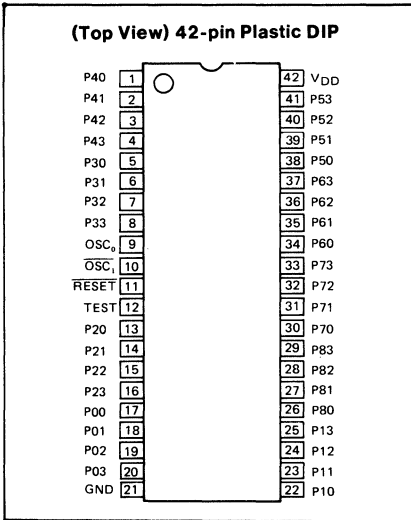 (Top View) 42-pin Plastic DIP
P40 1 42 VDD
P41 2 41 P53
P42 3 40 P52
P43 4 39 P51
P30 5 38 P50
P31 6 37 P63
P32 7 36 P62
P33 8 35 P61
OSC₀ 9 34 P60
O̅S̅C̅₁̅ 10 33 P73
R̅E̅S̅E̅T̅ 11 32 P72
TEST 12 31 P71
P20 13 30 P70
P21 14 29 P83
P22 15 28 P82
P23 16 27 P81
P00 17 26 P80
P01 18 25 P13
P02 19 24 P12
P03 20 23 P11
GND 21 22 P10